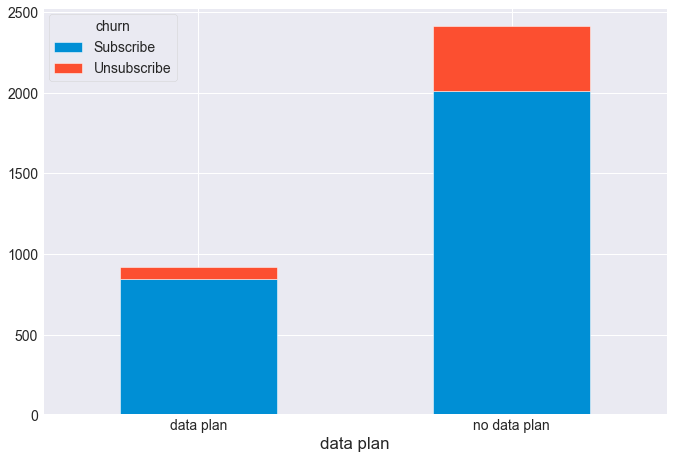 churn
Subscribe
Unsubscribe
2500
2000
1500
1000
500
0
data plan
no data plan
data plan